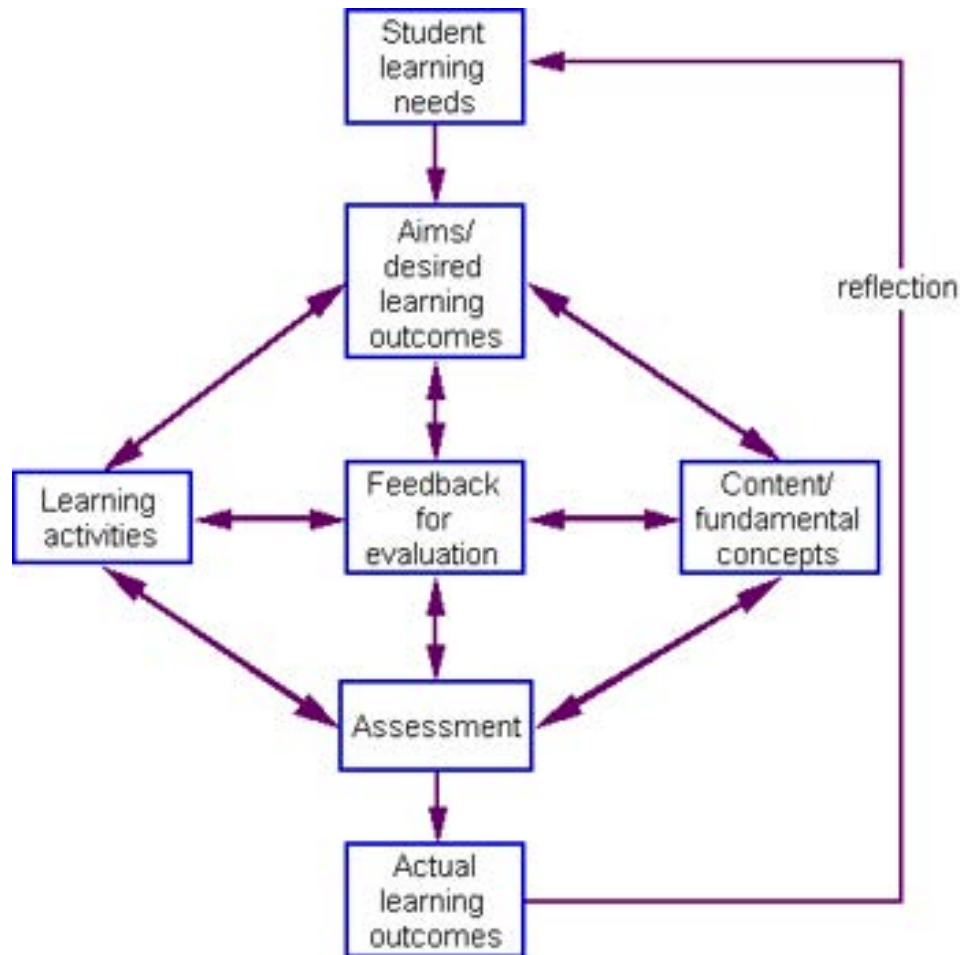 Student
learning
needs
Aims/
desired
learning
outcomes
reflection
Learning
activities
Feedback
for
evaluation
Content/
fundamental
concepts
Assessment
Actual
learning
outcomes